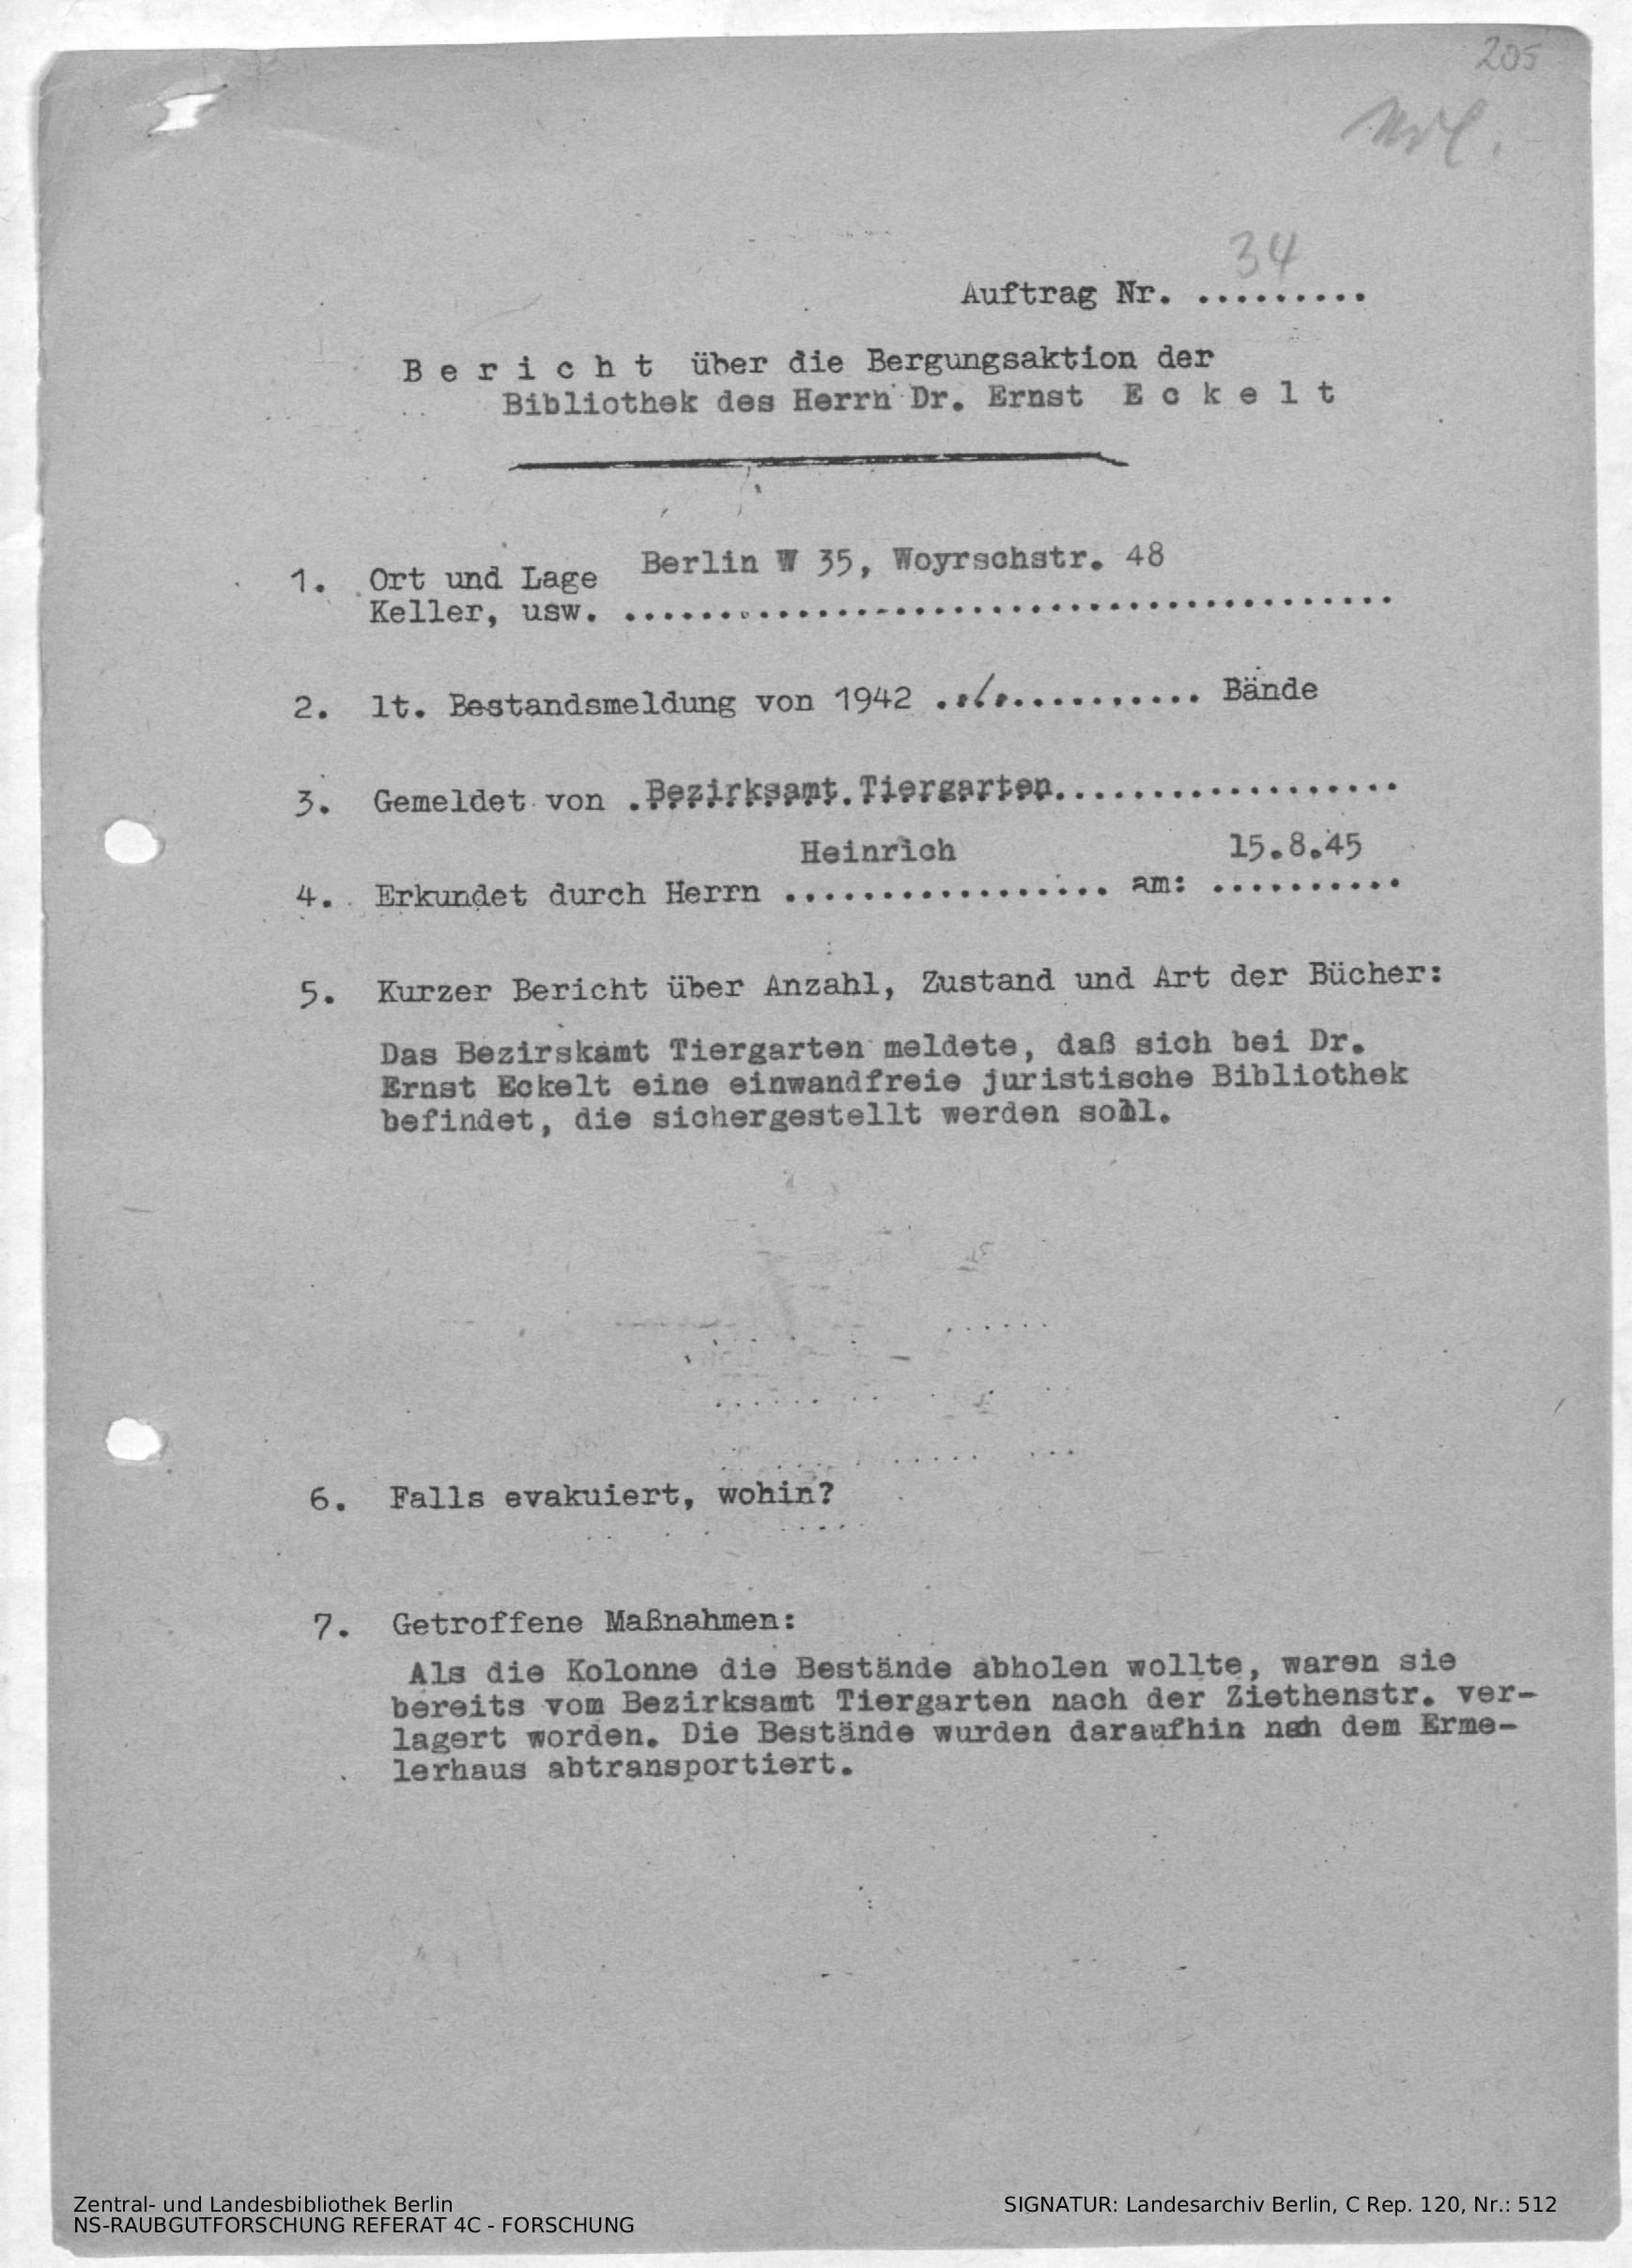 205
Auftrag Nr. 34 .........
B e r i c h t über die Bergungsaktion der
Bibliothek des Herrn Dr. Ernst E c k e l t
1. Ort und Lage Berlin W 35, Woyrschstr. 48
Keller, usw. ........................................
2. lt. Bestandsmeldung von 1942 ../........... Bände
3. Gemeldet von .Bezirksamt.Tiergarten..................
4. Erkundet durch Herrn Heinrich ................. am: 15.8.45 ..........
5. Kurzer Bericht über Anzahl, Zustand und Art der Bücher:
Das Bezirskamt Tiergarten meldete, daß sich bei Dr.
Ernst Eckelt eine einwandfreie juristische Bibliothek
befindet, die sichergestellt werden soll.
6. Falls evakuiert, wohin?
7. Getroffene Maßnahmen:
Als die Kolonne die Bestände abholen wollte, waren sie
bereits vom Bezirksamt Tiergarten nach der Ziethenstr. ver-
lagert worden. Die Bestände wurden daraufhin nach dem Erme-
lerhaus abtransportiert.
Zentral- und Landesbibliothek Berlin
NS-RAUBGUTFORSCHUNG REFERAT 4C - FORSCHUNG
SIGNATUR: Landesarchiv Berlin, C Rep. 120, Nr.: 512